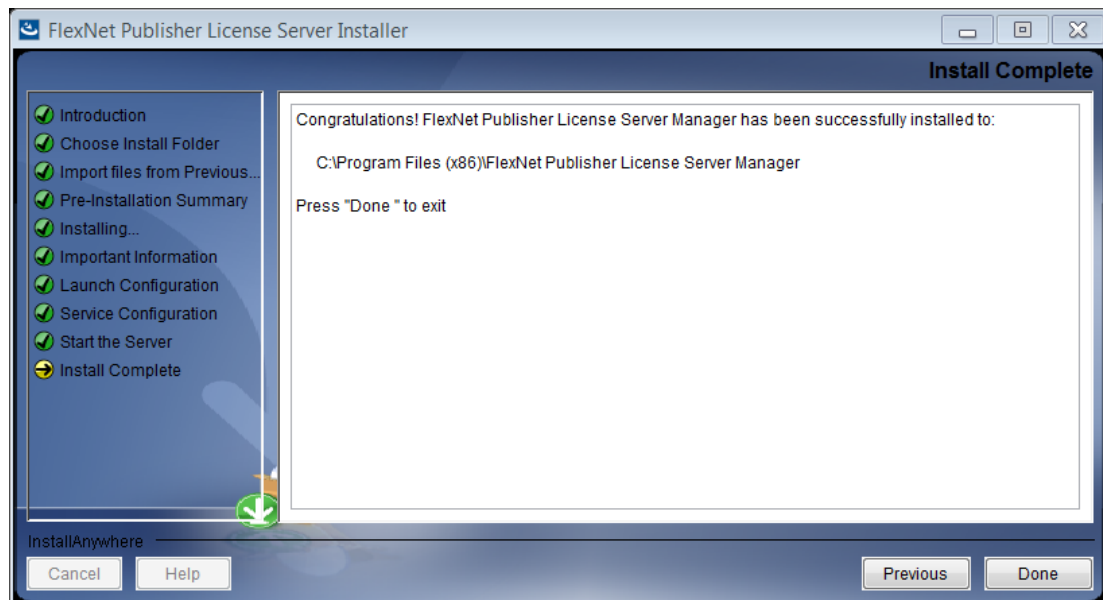 FlexNet Publisher License Server Installer
Install Complete
Introduction
Choose Install Folder
Import files from Previous...
Pre-Installation Summary
Installing...
Important Information
Launch Configuration
Service Configuration
Start the Server
Install Complete
Congratulations! FlexNet Publisher License Server Manager has been successfully installed to:
C:\Program Files (x86)\FlexNet Publisher License Server Manager
Press "Done " to exit
InstallAnywhere
Cancel
Help
Previous
Done